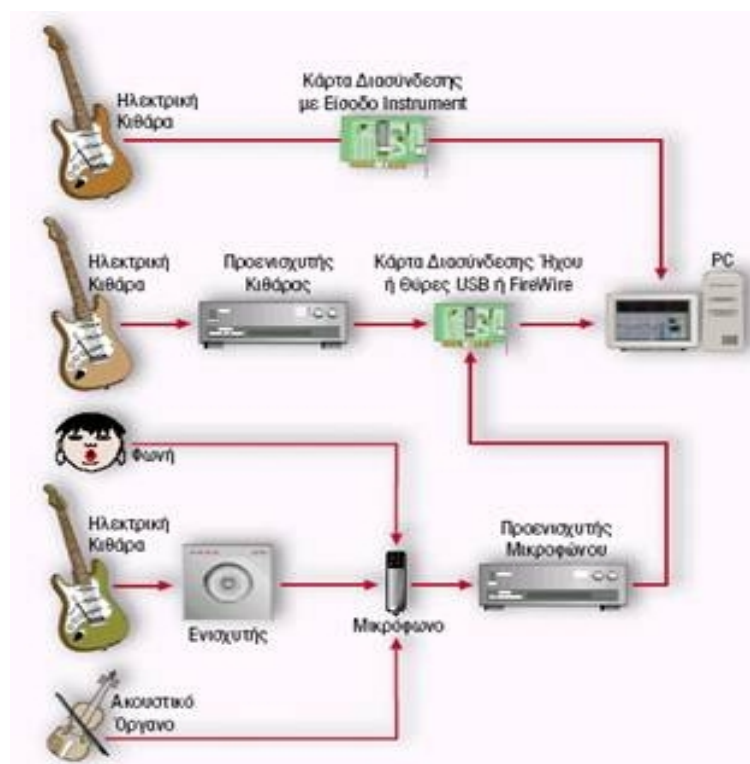 Ηλεκτρική
Κιθάρα
Κάρτα Διασύνδεσης
με Είσοδο Instrument
Ηλεκτρική
Κιθάρα
Προενισχυτής
Κιθάρας
Κάρτα Διασύνδεσης Ήχου
ή Θύρες USB ή FireWire
PC
Φωνή
Ηλεκτρική
Κιθάρα
Ενισχυτής
Μικρόφωνο
Προενισχυτής
Μικροφώνου
Ακουστικό
Όργανο